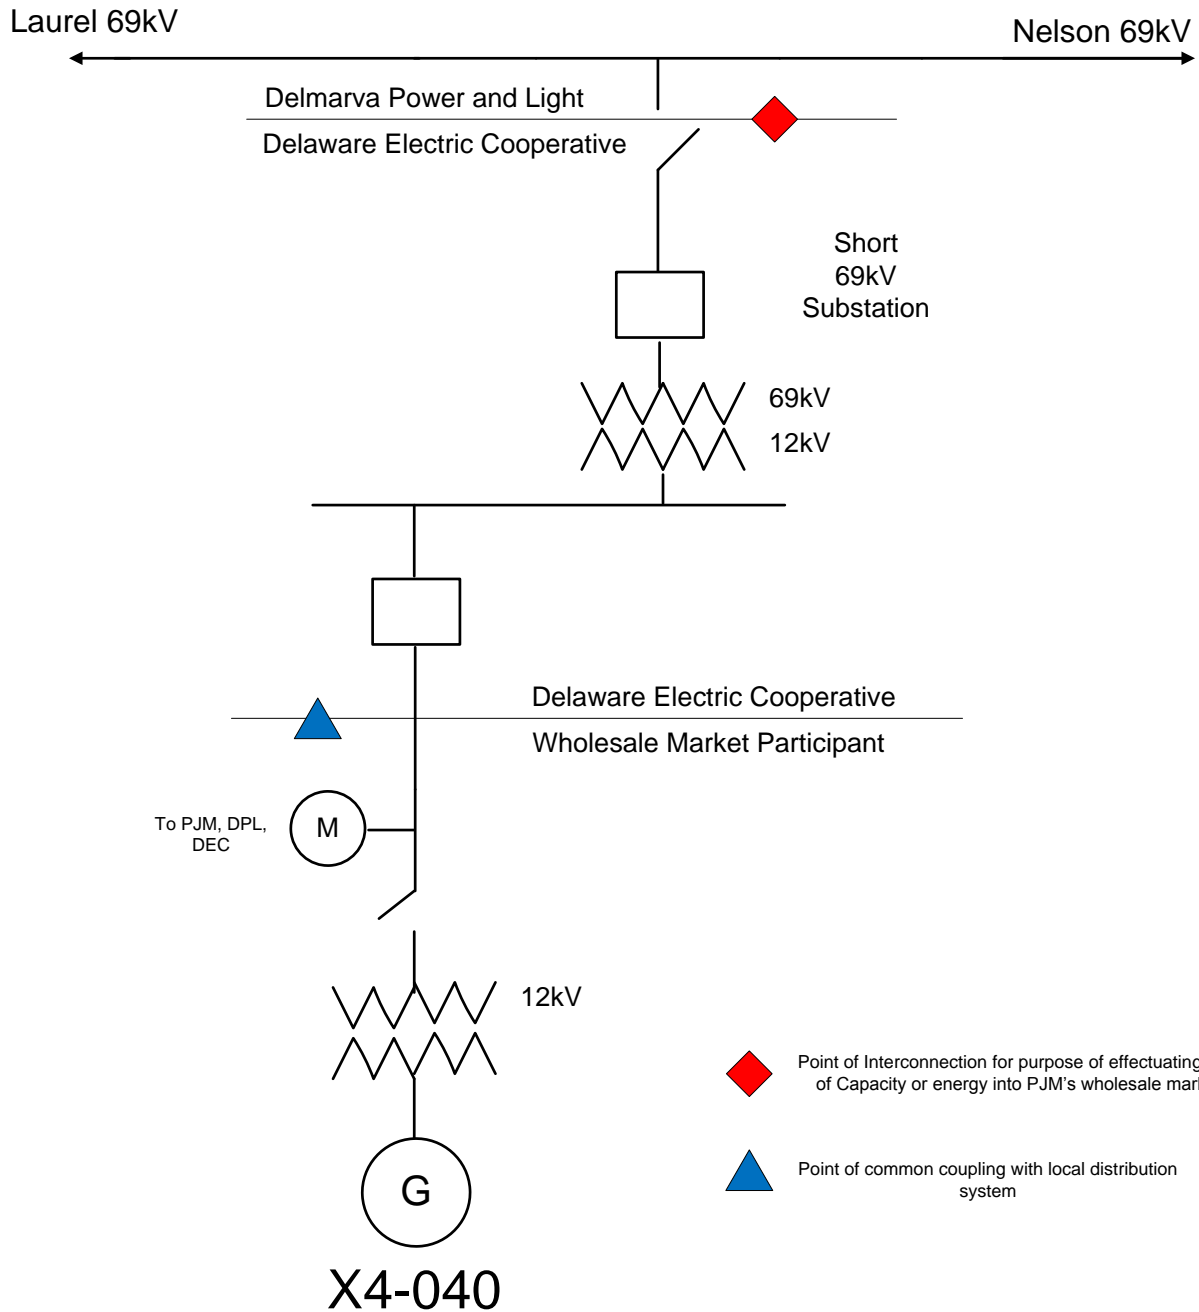 Laurel 69kV
Nelson 69kV
Delmarva Power and Light
Delaware Electric Cooperative
Short
69kV
Substation
69kV
12kV
Delaware Electric Cooperative
Wholesale Market Participant
To PJM, DPL,
DEC
M
12kV
Point of Interconnection for purpose of effectuating
of Capacity or energy into PJM's wholesale
Point of common coupling with local distribution
system
G
X4-040